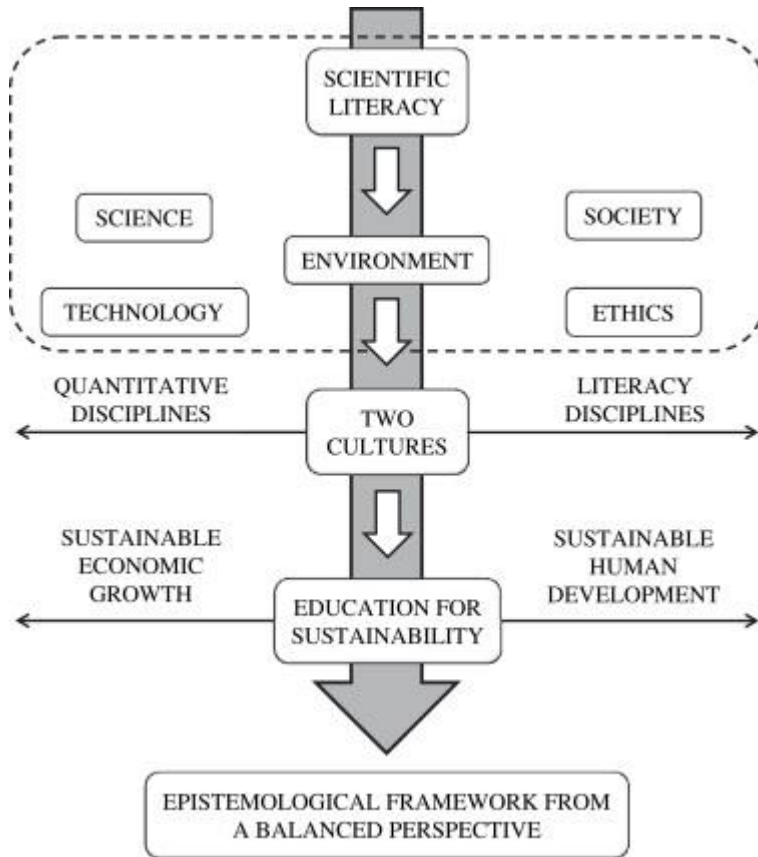 SCIENTIFIC
LITERACY
SCIENCE
SOCIETY
ENVIRONMENT
TECHNOLOGY
ETHICS
QUANTITATIVE
DISCIPLINES
LITERACY
DISCIPLINES
TWO
CULTURES
SUSTAINABLE
ECONOMIC
GROWTH
SUSTAINABLE
HUMAN
DEVELOPMENT
EDUCATION FOR
SUSTAINABILITY
EPISTEMOLOGICAL FRAMEWORK FROM
A BALANCED PERSPECTIVE